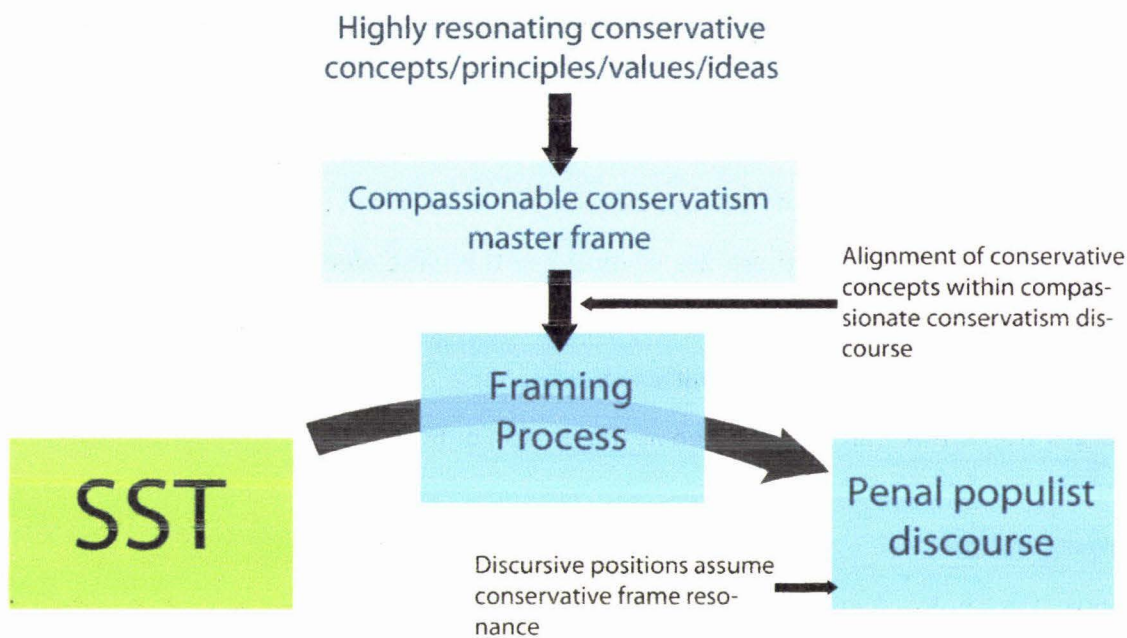 Highly resonating conservative
concepts/principles/values/ideas
Compassionable conservatism
master frame
Alignment of conservative
concepts within compas-
sionate conservatism dis-
course
Framing
Process
SST
Penal populist
discourse
Discursive positions assume
conservative frame reso-
nance